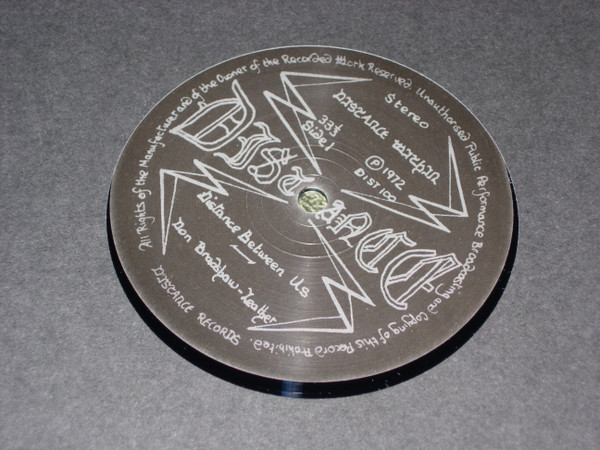 All Rights of the Manufacturer and of the Owner of the Recorded Work Reserved. Unauthorised Public Performance Broadcasting and Copying of this Record Prohibited.
Stereo
DISTANCE
33⅓
Side 1
℗ 1972
DIST 100
DISTANCE
Distance Between Us
Don Bradshaw-Leather
DISTANCE RECORDS